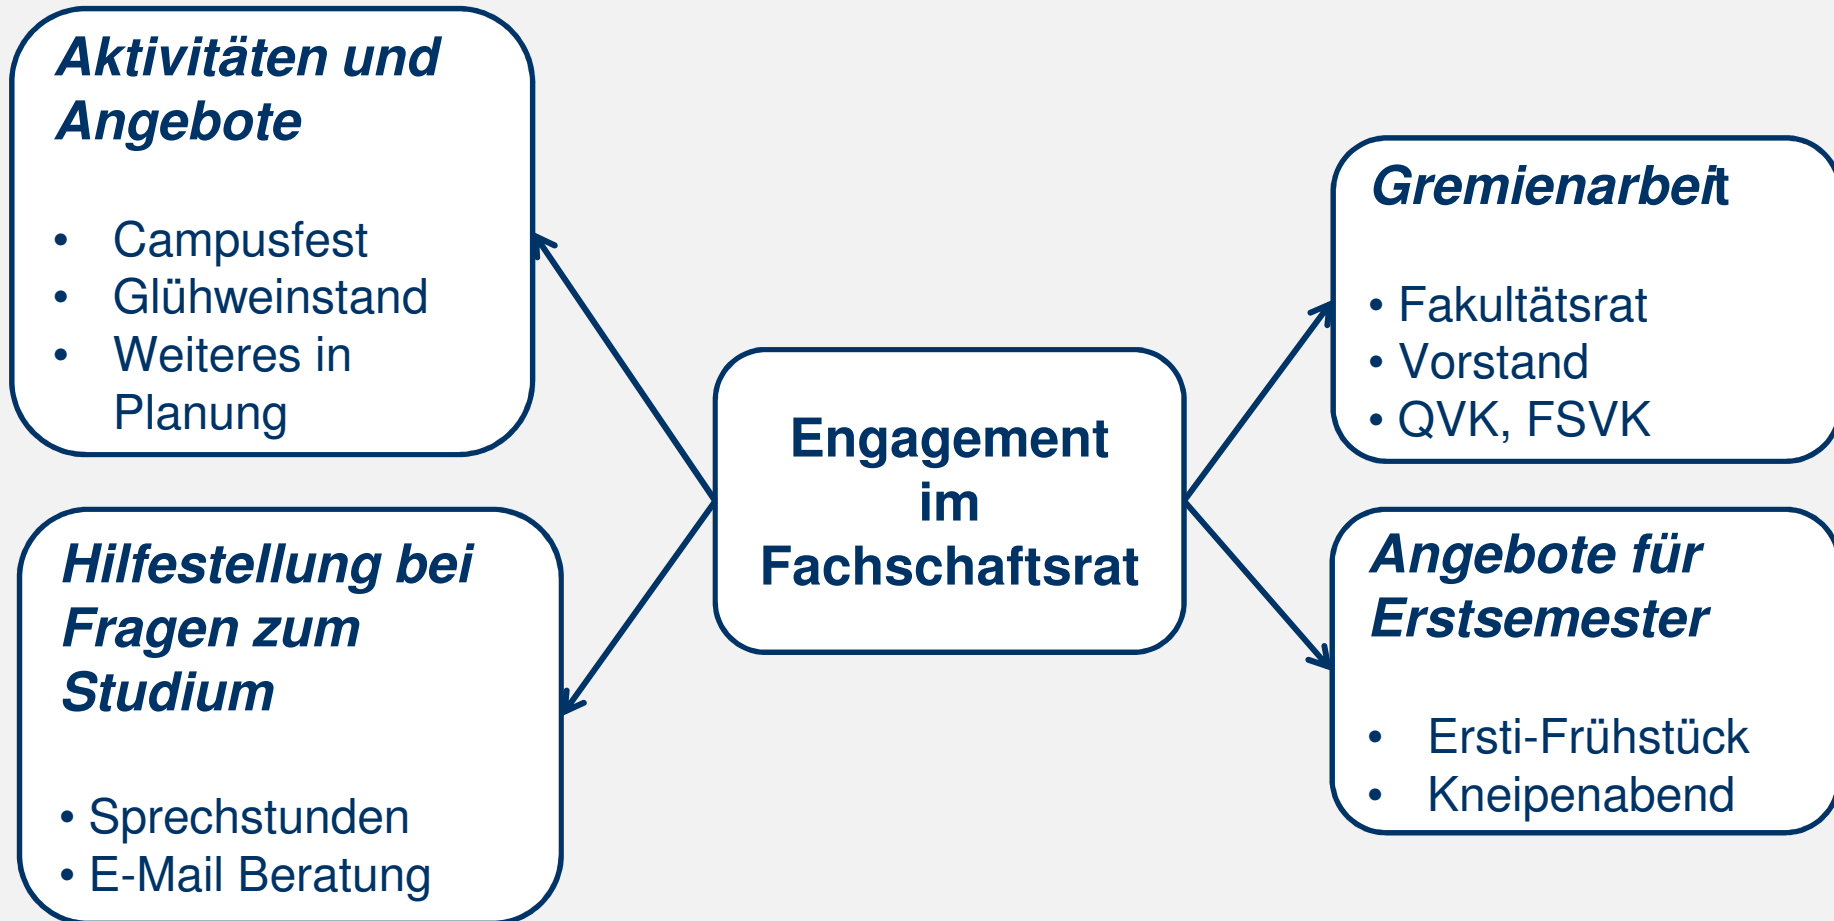 Aktivitäten und
Angebote
• Campusfest
• Glühweinstand
• Weiteres in
Planung
Hilfestellung bei
Fragen zum
Studium
• Sprechstunden
• E-Mail Beratung
Engagement
im
Fachschaftsrat
Gremienarbeit
• Fakultätsrat
• Vorstand
• QVK, FSVK
Angebote für
Erstsemester
• Ersti-Frühstück
• Kneipenabend